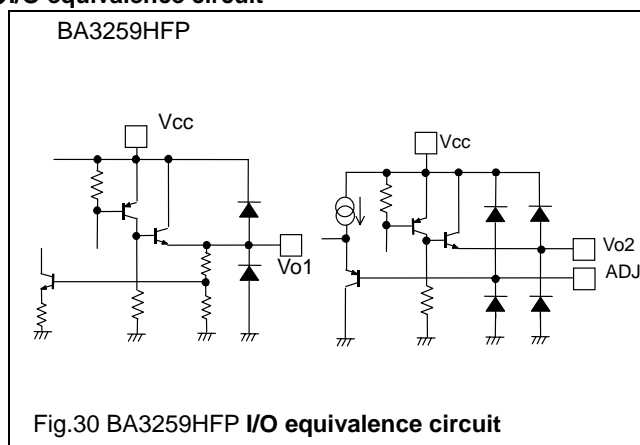 I/O equivalence circuit
BA3259HFP
Vcc
Vo1
Vcc
Vo2
ADJ
Fig.30 BA3259HFP I/O equivalence circuit